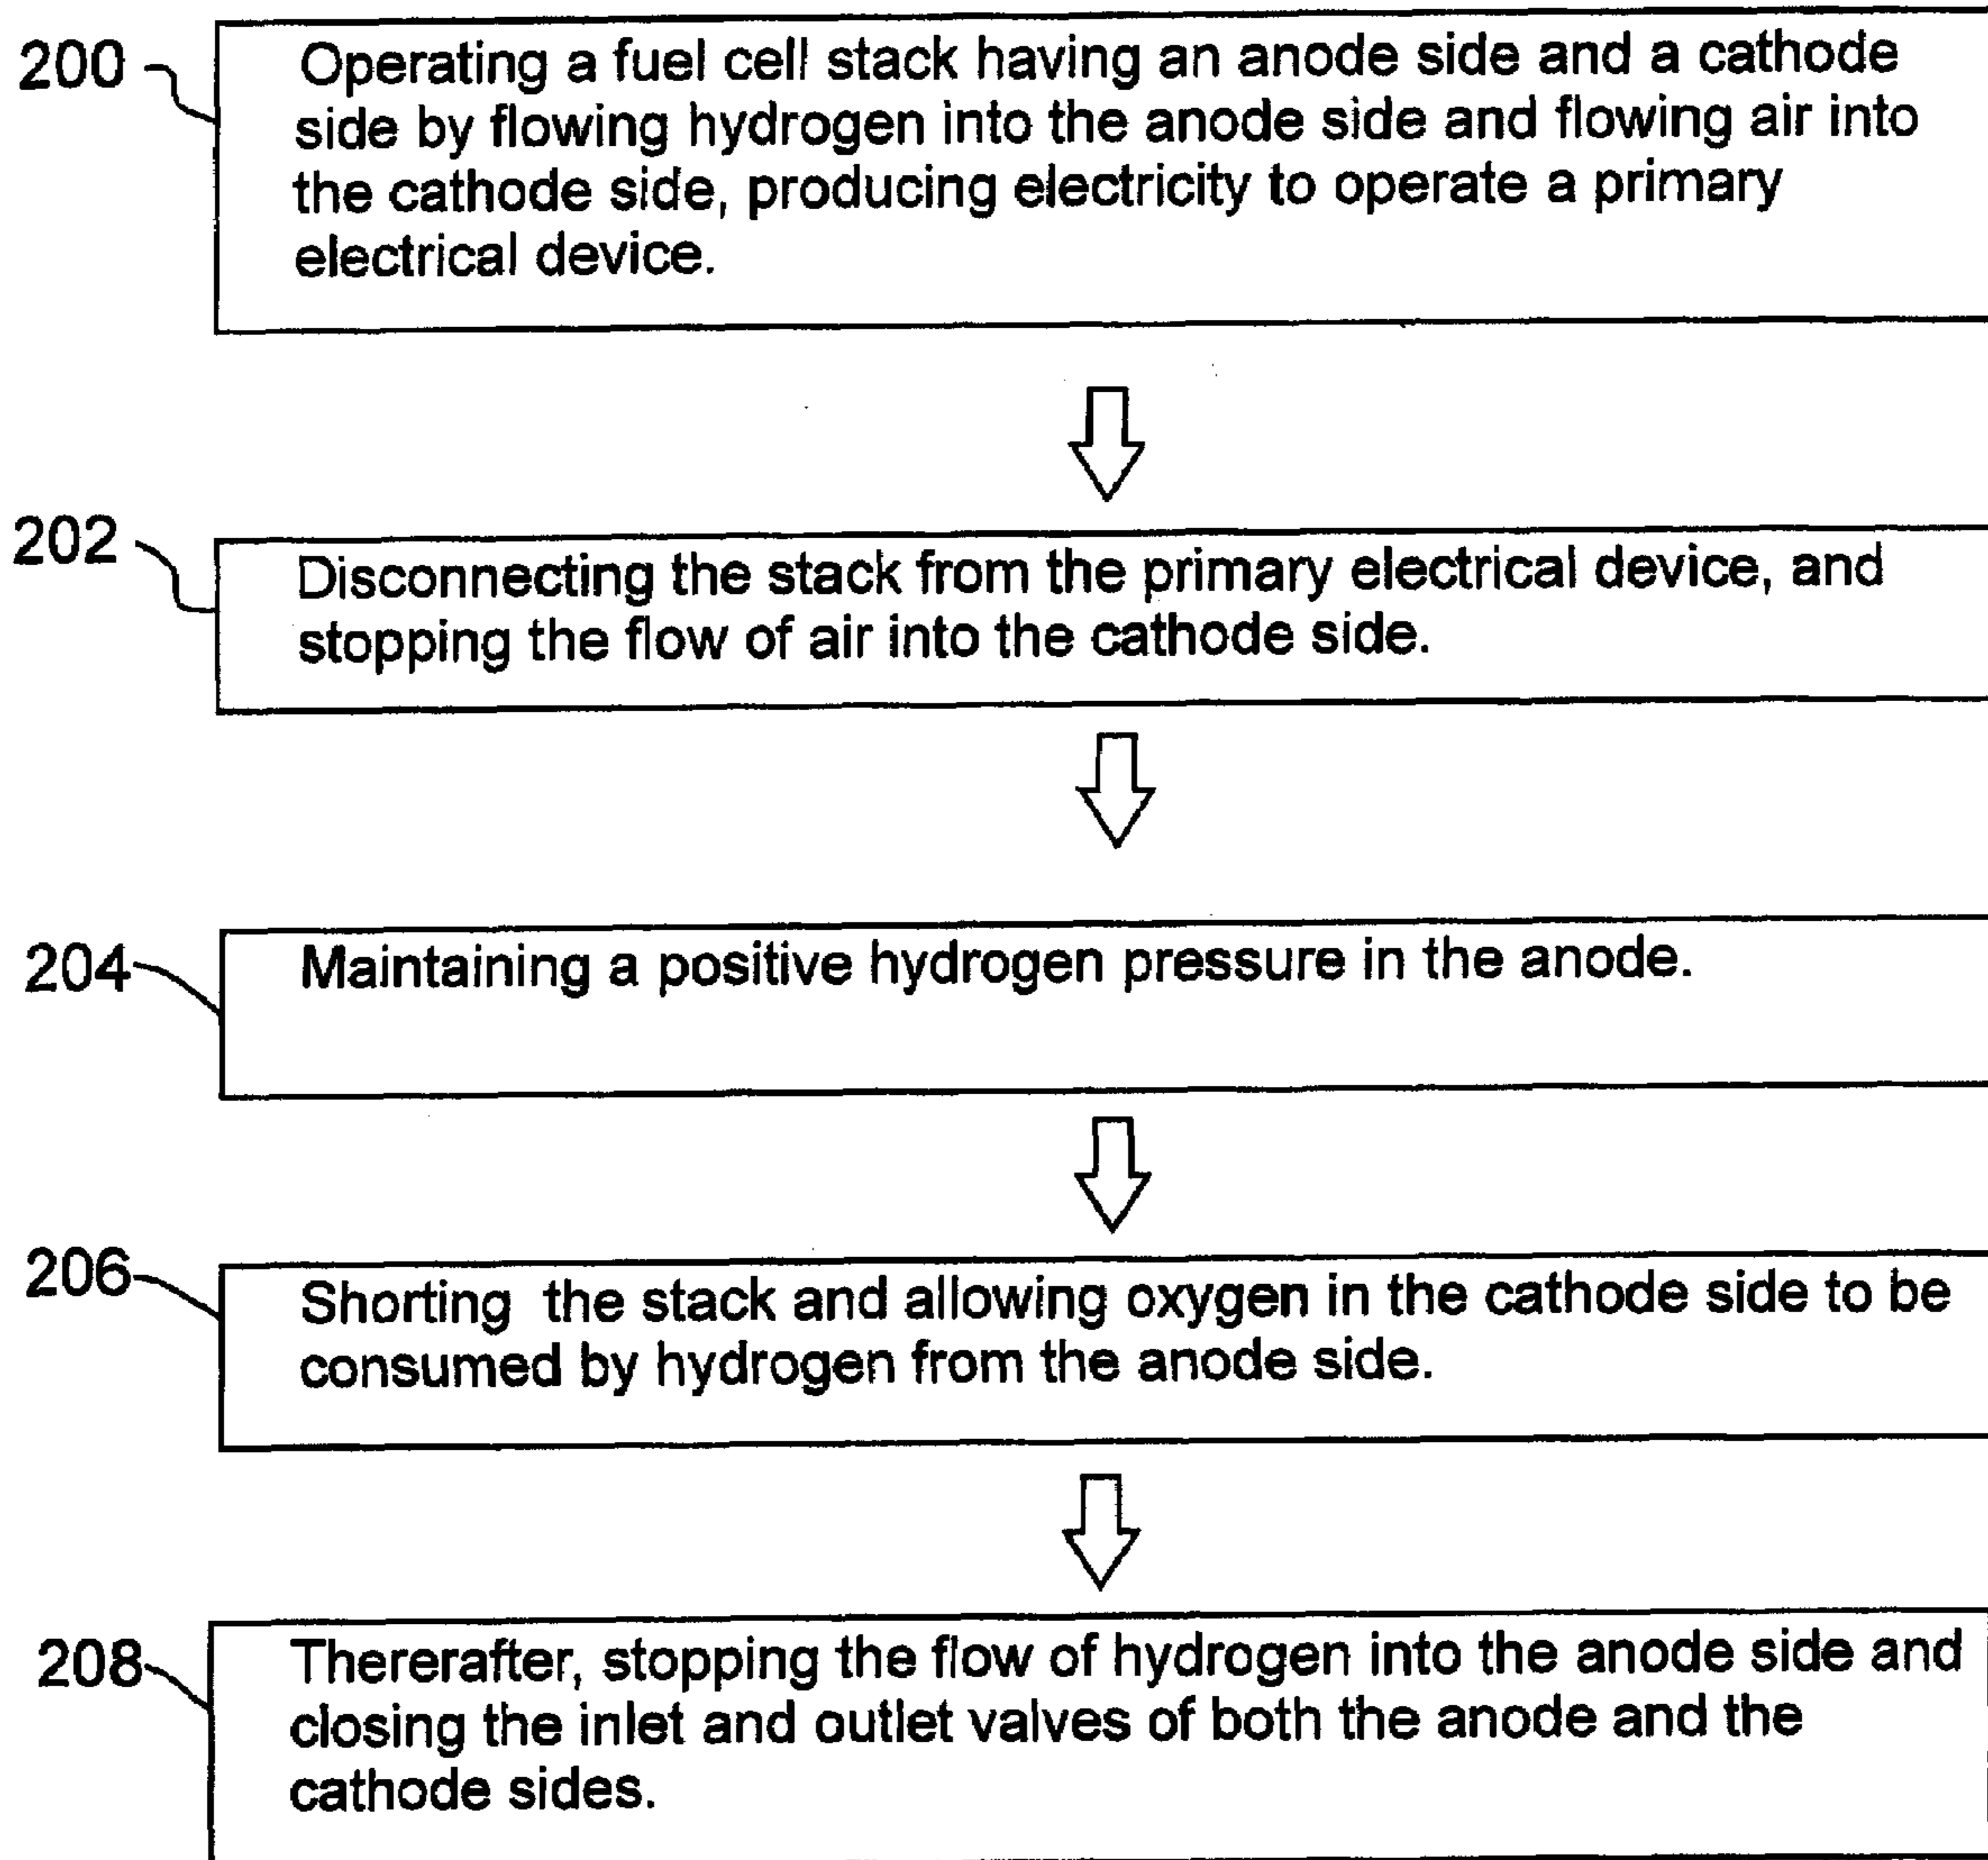 200
Operating a fuel cell stack having an anode side and a cathode
side by flowing hydrogen into the anode side and flowing air into
the cathode side, producing electricity to operate a primary
electrical device.
202
Disconnecting the stack from the primary electrical device, and
stopping the flow of air into the cathode side.
204
Maintaining a positive hydrogen pressure in the anode.
206
Shorting the stack and allowing oxygen in the cathode side to be
consumed by hydrogen from the anode side.
208
Thererafter, stopping the flow of hydrogen into the anode side and
closing the inlet and outlet valves of both the anode and the
cathode sides.